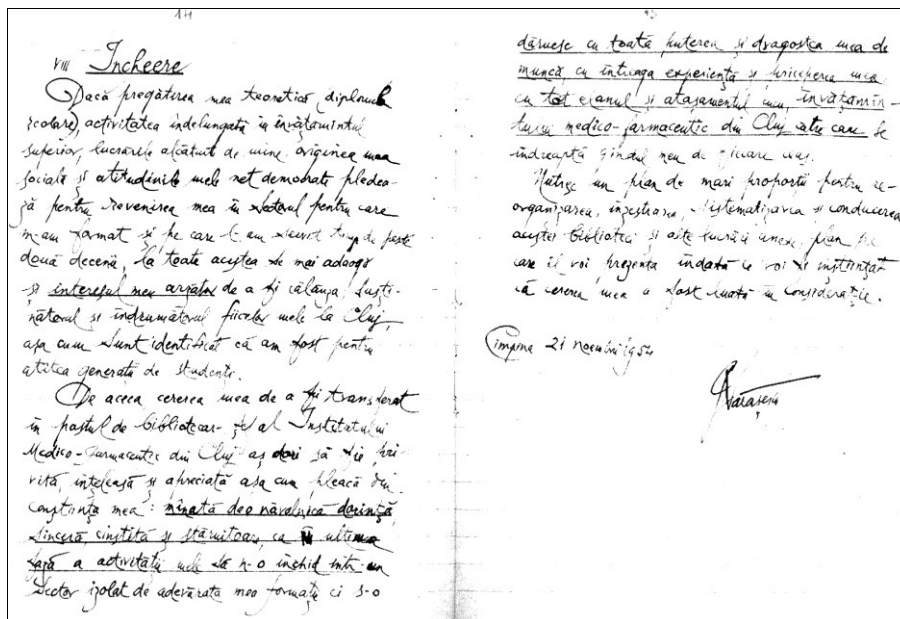 14
VIII Încheere
Dacă pregătirea mea teoretică (diplomele
școlare), activitatea îndelungată în învățămîntul
superior, lucrările alcătuit de mine originea mea
socială și atitudinile mele net democrate pledea-
ză pentru revenirea mea în sectorul pentru care
m-am format și pe care l-am servit timp de peste
două decenii, la toate acestea se mai adaogă
și interesul meu arzător de a fi călăuza, susți-
nătorul și îndrumătorul fiicelor mele la Cluj,
așa cum sunt identificat că am fost pentru
atîtea generații de studenți.
De aceea cererea mea de a fi transferat
în postul de bibliotecar-șef al Institutului
Medico-farmaceutic din Cluj aș dori să fie pri-
vită, înțeleasă și apreciată așa cum pleacă din
conștiința mea: mînată de o năvalnică dorință,
sinceră, cinstită și stăruitoare, ca în ultima
fază a activității mele să n-o închid într-un
sector izolat de adevărata mea formație ci s-o
dăruesc cu toată puterea și dragostea mea de
muncă, cu întreaga experiență și priceperea mea
cu tot elanul și atașamentul meu, învățămîn-
tului medico-farmaceutic din Cluj către care se
îndreaptă gîndul meu de fiecare ceas.
Nutresc un plan de mari proporții pentru re-
organizarea, înzestrarea, sistematizarea și conducerea
acestei biblioteci și alte lucrări anexe, plan pe
care îl voi prezenta îndată ce voi fi înștiințat
că cererea mea a fost luată în considerație.
Cîmpina 21 noembrie 1954